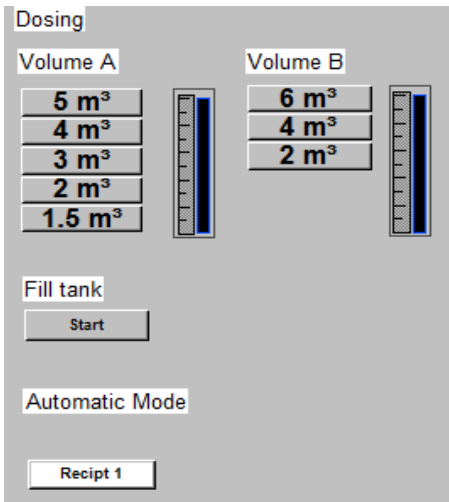 Dosing
Volume A
5 m³
4 m³
3 m³
2 m³
1.5 m³
Volume B
6 m³
4 m³
2 m³
Fill tank
Start
Automatic Mode
Recipt 1